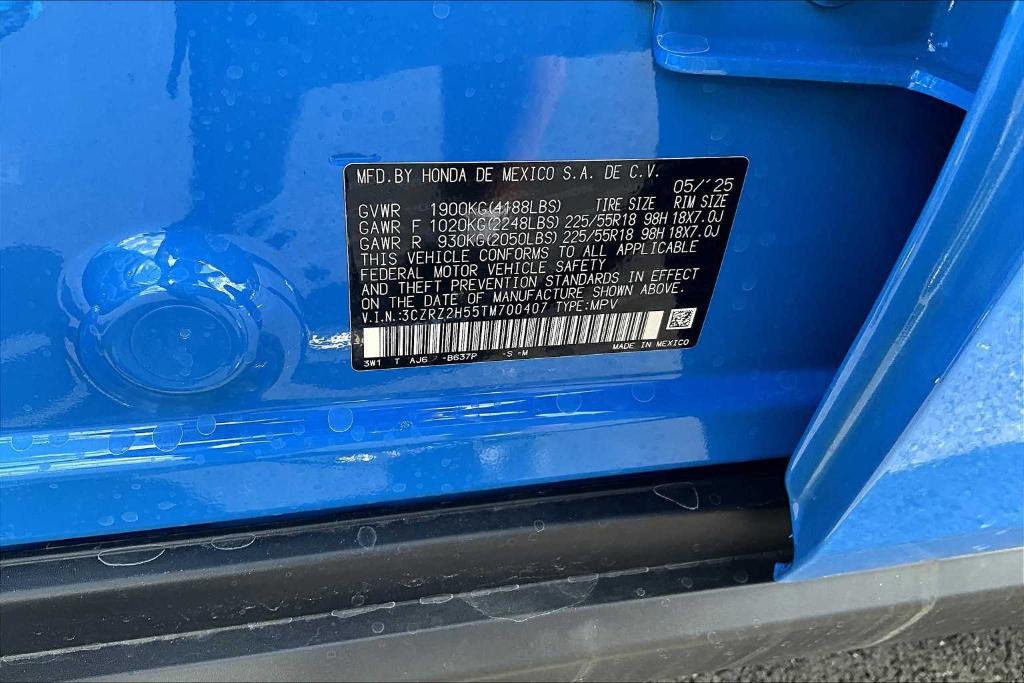 MFD.BY HONDA DE MEXICO S.A. DE C.V.
05/'25
GVWR 1900KG(4188LBS) TIRE SIZE RIM SIZE
GAWR F 1020KG(2248LBS) 225/55R18 98H 18X7.0J
GAWR R 930KG(2050LBS) 225/55R18 98H 18X7.0J
THIS VEHICLE CONFORMS TO ALL APPLICABLE
FEDERAL MOTOR VEHICLE SAFETY
AND THEFT PREVENTION STANDARDS IN EFFECT
ON THE DATE OF MANUFACTURE SHOWN ABOVE.
V.I.N.:3CZRZ2H55TM700407 TYPE:MPV
3W1 T AJ6 -B637P -S -M MADE IN MEXICO